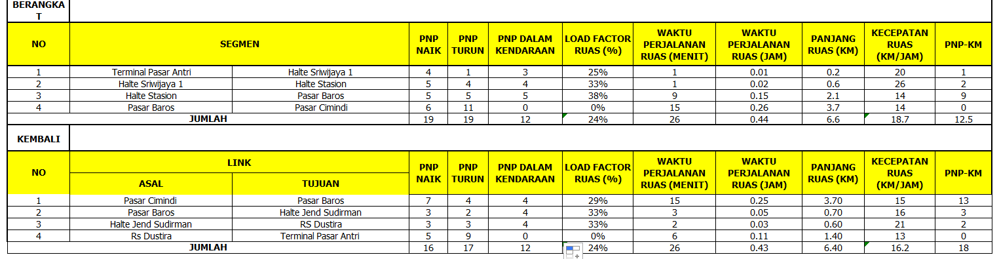 BERANGKA
T
NO SEGMEN PNP NAIK PNP TURUN PNP DALAM KENDARAAN LOAD FACTOR RUAS (%) WAKTU PERJALANAN RUAS (MENIT) WAKTU PERJALANAN RUAS (JAM) PANJANG RUAS (KM) KECEPATAN RUAS (KM/JAM) PNP-KM
1 Terminal Pasar Antri Halte Sriwijaya 1 4 1 3 25% 1 0.01 0.2 20 1
2 Halte Sriwijaya 1 Halte Stasion 5 4 4 33% 1 0.02 0.6 26 2
3 Halte Stasion Pasar Baros 5 5 5 38% 9 0.15 2.1 14 9
4 Pasar Baros Pasar Cimindi 6 11 0 0% 15 0.26 3.7 14 0
JUMLAH 19 19 12 24% 26 0.44 6.6 18.7 12.5
KEMBALI
NO LINK PNP NAIK PNP TURUN PNP DALAM KENDARAAN LOAD FACTOR RUAS (%) WAKTU PERJALANAN RUAS (MENIT) WAKTU PERJALANAN RUAS (JAM) PANJANG RUAS (KM) KECEPATAN RUAS (KM/JAM) PNP-KM
ASAL TUJUAN
1 Pasar Cimindi Pasar Baros 7 4 4 29% 15 0.25 3.70 15 13
2 Pasar Baros Halte Jend Sudirman 3 2 4 33% 3 0.05 0.70 16 3
3 Halte Jend Sudirman RS Dustira 3 3 4 33% 2 0.03 0.60 21 2
4 Rs Dustira Terminal Pasar Antri 5 9 0 0% 6 0.11 1.40 13 0
JUMLAH 16 17 12 24% 26 0.43 6.40 16.2 18